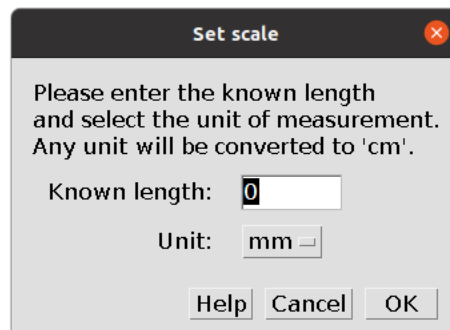 Set scale
Please enter the known length
and select the unit of measurement.
Any unit will be converted to 'cm'.
Known length: 0
Unit: mm
Help Cancel OK